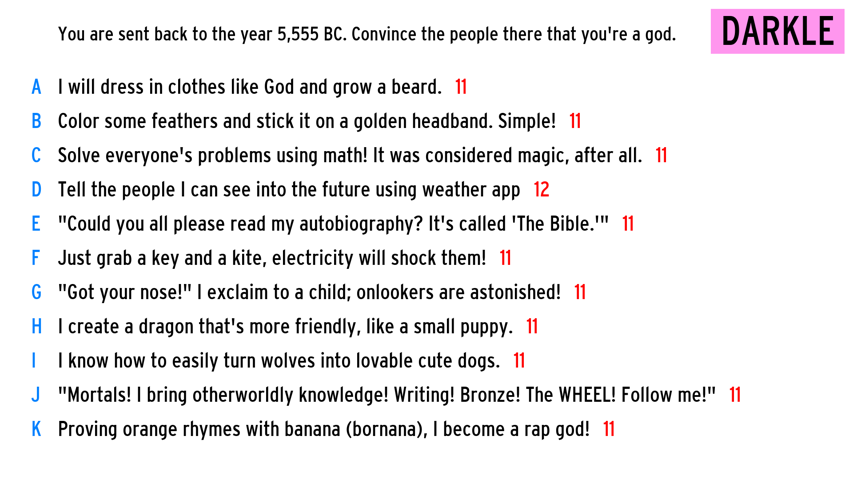 You are sent back to the year 5,555 BC. Convince the people there that you're a god.
DARKLE
A I will dress in clothes like God and grow a beard. 11
B Color some feathers and stick it on a golden headband. Simple! 11
C Solve everyone's problems using math! It was considered magic, after all. 11
D Tell the people I can see into the future using weather app 12
E "Could you all please read my autobiography? It's called 'The Bible.'" 11
F Just grab a key and a kite, electricity will shock them! 11
G "Got your nose!" I exclaim to a child; onlookers are astonished! 11
H I create a dragon that's more friendly, like a small puppy. 11
I I know how to easily turn wolves into lovable cute dogs. 11
J "Mortals! I bring otherworldly knowledge! Writing! Bronze! The WHEEL! Follow me!" 11
K Proving orange rhymes with banana (bornana), I become a rap god! 11